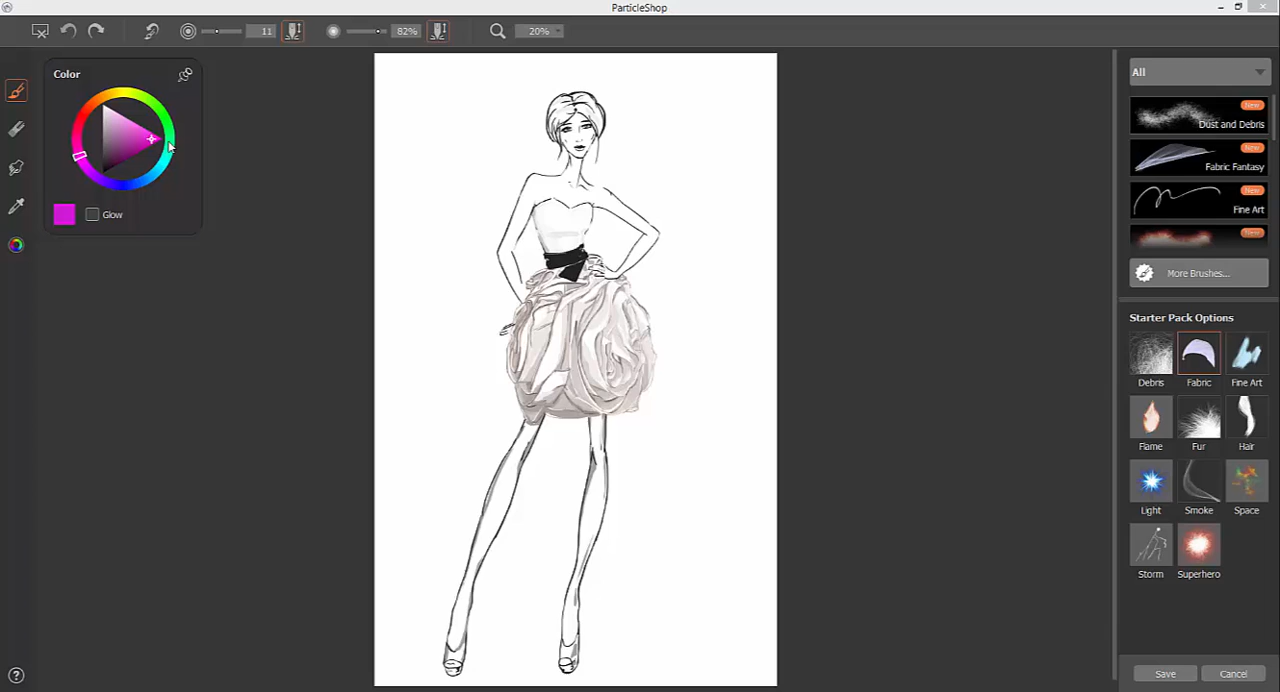 ParticleShop
11
82%
20%
Color
Glow
All
New
Dust and Debris
New
Fabric Fantasy
New
Fine Art
New
More Brushes...
Starter Pack Options
Debris
Fabric
Fine Art
Flame
Fur
Hair
Light
Smoke
Space
Storm
Superhero
Save
Cancel